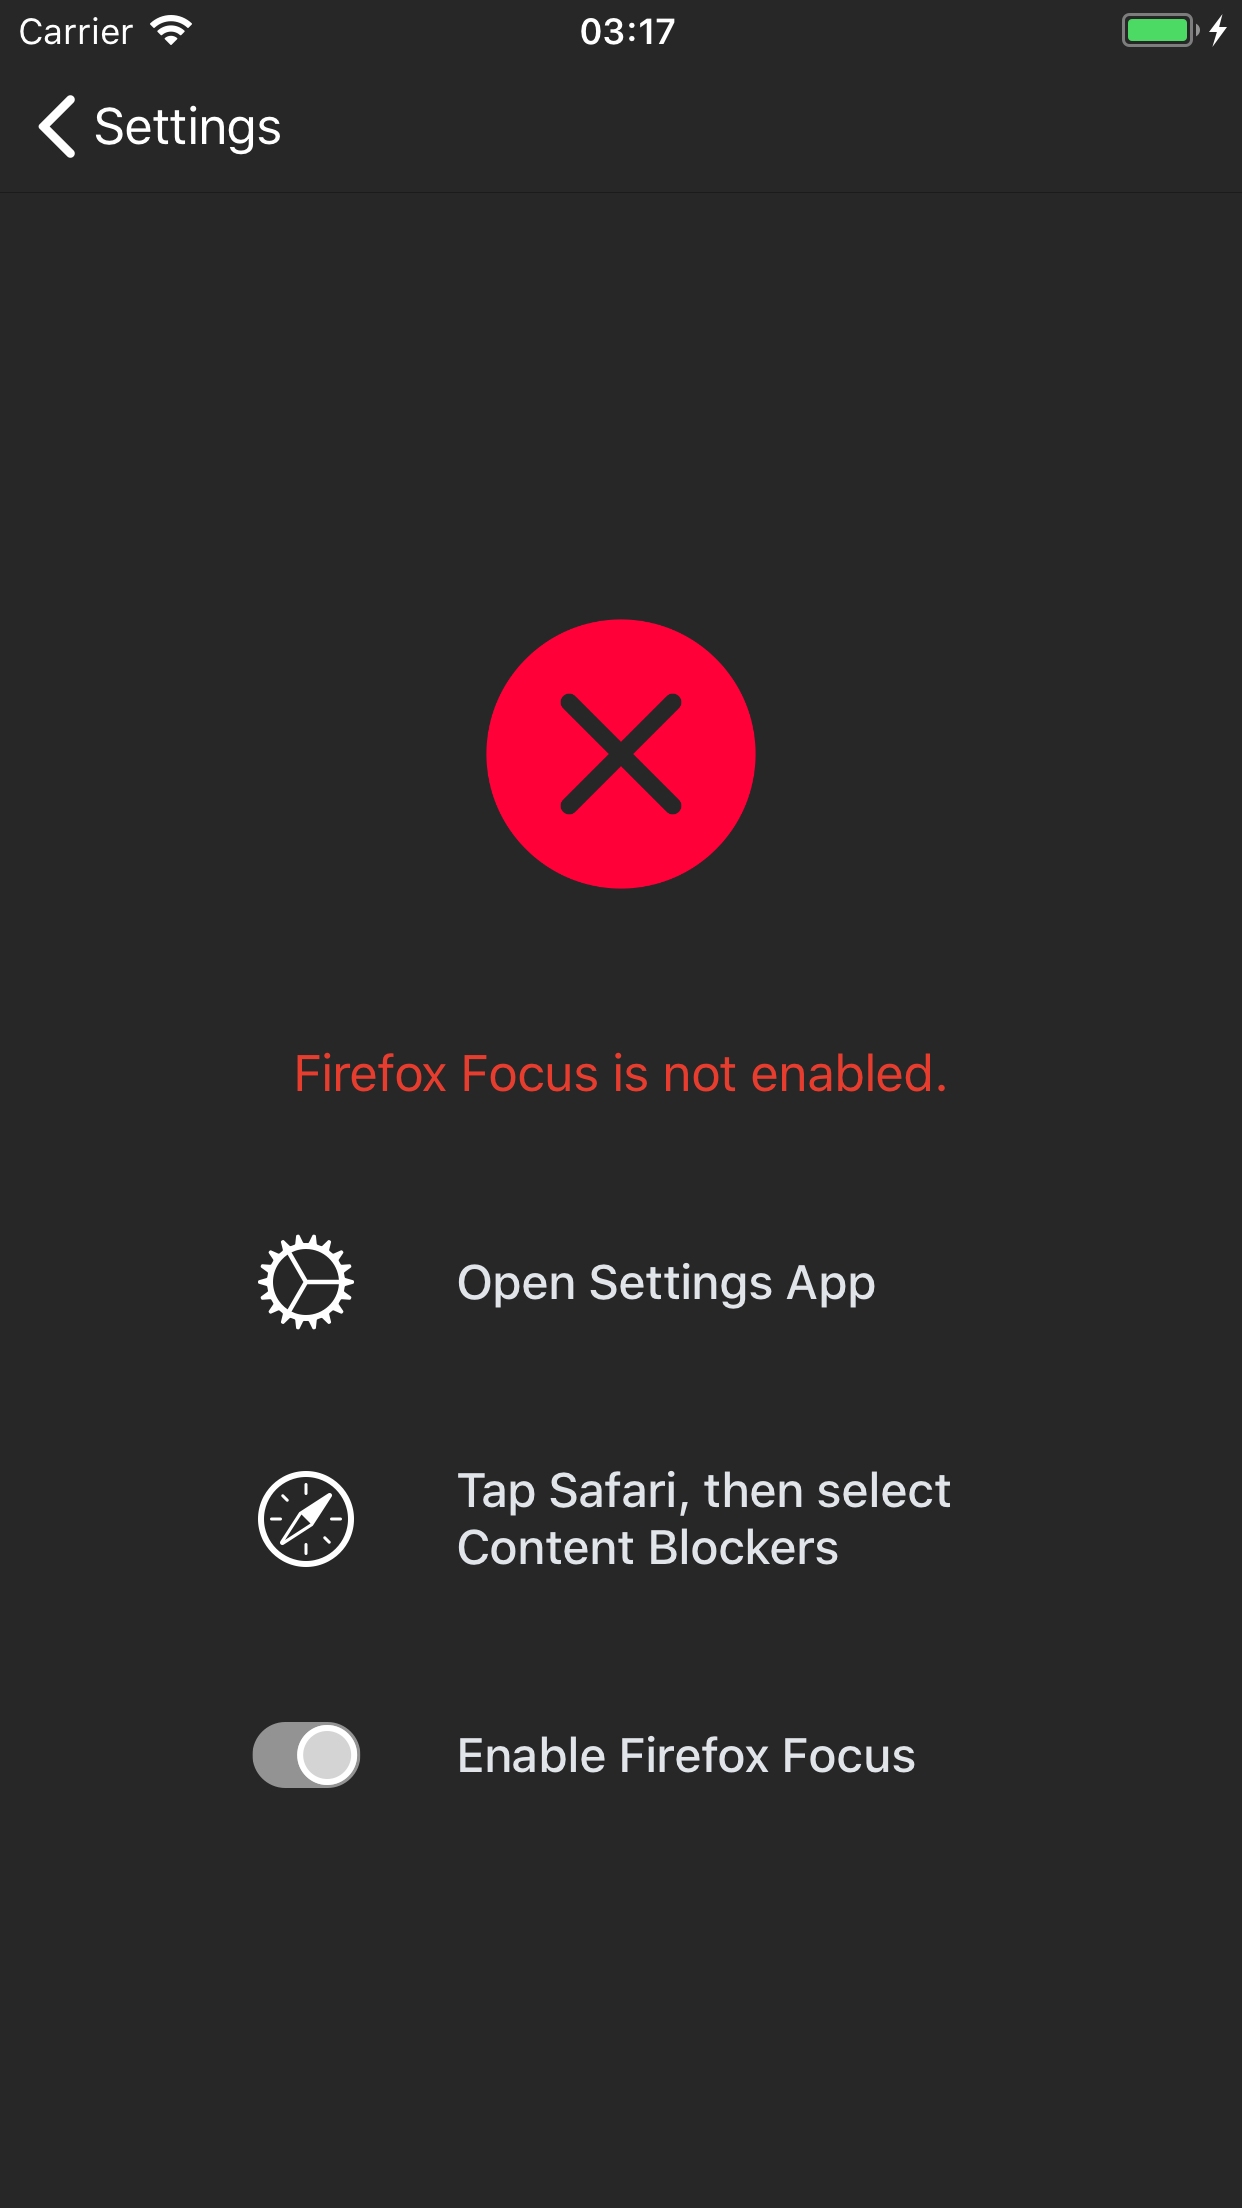 Carrier
03:17
Settings
Firefox Focus is not enabled.
Open Settings App
Tap Safari, then select
Content Blockers
Enable Firefox Focus